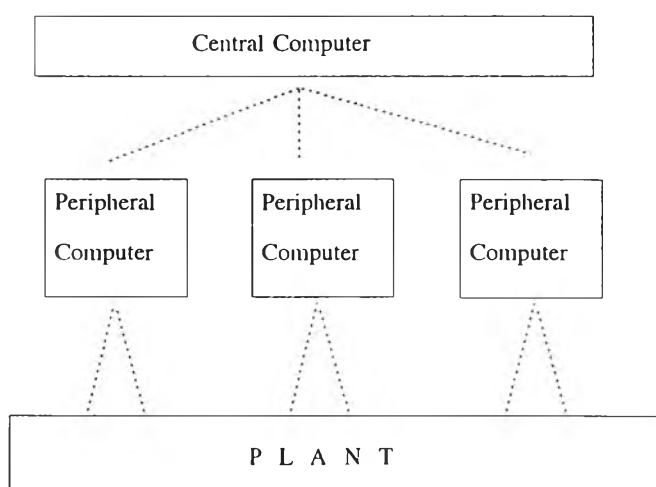 Central Computer
Peripheral
Computer
Peripheral
Computer
Peripheral
Computer
P L A N T